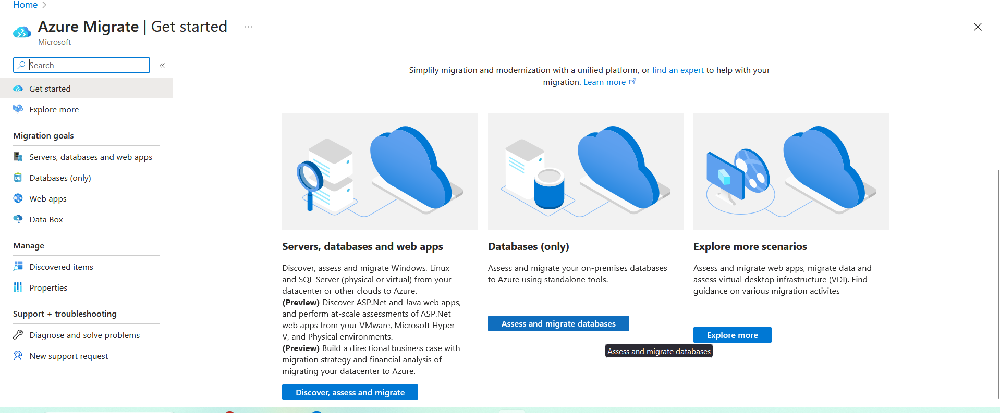 Home
Azure Migrate | Get started ...
Microsoft
Search
Get started
Explore more
Migration goals
Servers, databases and web apps
Databases (only)
Web apps
Data Box
Manage
Discovered items
Properties
Support + troubleshooting
Diagnose and solve problems
New support request
Simplify migration and modernization with a unified platform, or find an expert to help with your
migration. Learn more
Servers, databases and web apps
Discover, assess and migrate Windows, Linux
and SQL Server (physical or virtual) from your
datacenter or other clouds to Azure.
(Preview) Discover ASP.Net and Java web apps,
and perform at-scale assessments of ASP.Net
web apps from your VMware, Microsoft Hyper-
V, and Physical environments.
(Preview) Build a directional business case with
migration strategy and financial analysis of
migrating your datacenter to Azure.
Discover, assess and migrate
Databases (only)
Assess and migrate your on-premises databases
to Azure using standalone tools.
Assess and migrate databases
Assess and migrate databases
Explore more scenarios
Assess and migrate web apps, migrate data and
assess virtual desktop infrastructure (VDI). Find
guidance on various migration activites
Explore more